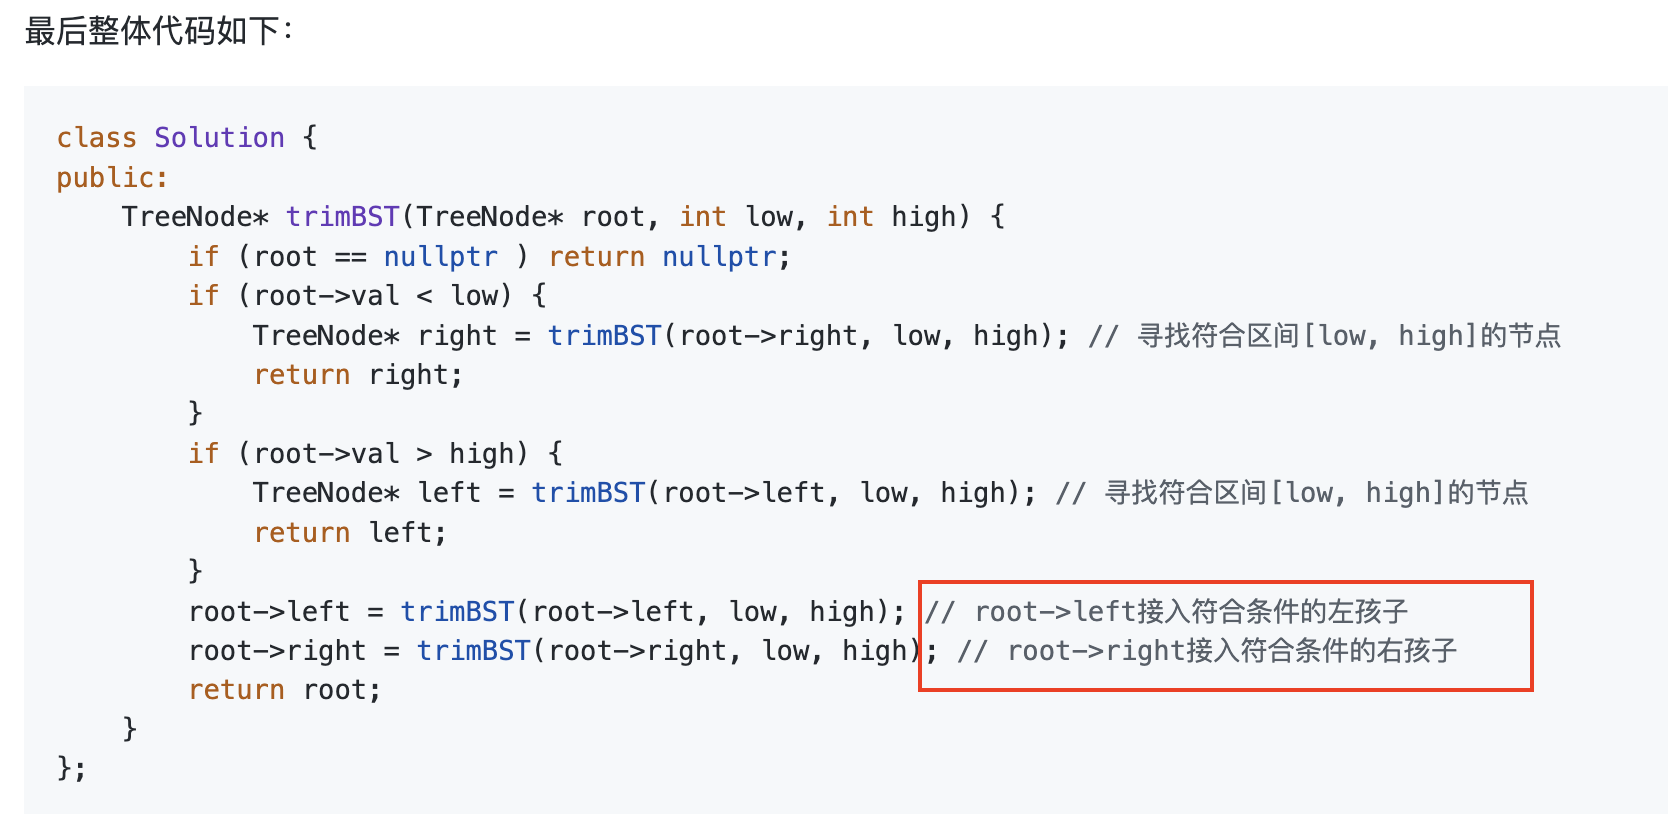 最后整体代码如下：
class Solution {
public:
    TreeNode* trimBST(TreeNode* root, int low, int high) {
        if (root == nullptr ) return nullptr;
        if (root->val < low) {
            TreeNode* right = trimBST(root->right, low, high); // 寻找符合区间[low, high]的节点
            return right;
        }
        if (root->val > high) {
            TreeNode* left = trimBST(root->left, low, high); // 寻找符合区间[low, high]的节点
            return left;
        }
        root->left = trimBST(root->left, low, high); // root->left接入符合条件的左孩子
        root->right = trimBST(root->right, low, high); // root->right接入符合条件的右孩子
        return root;
    }
};